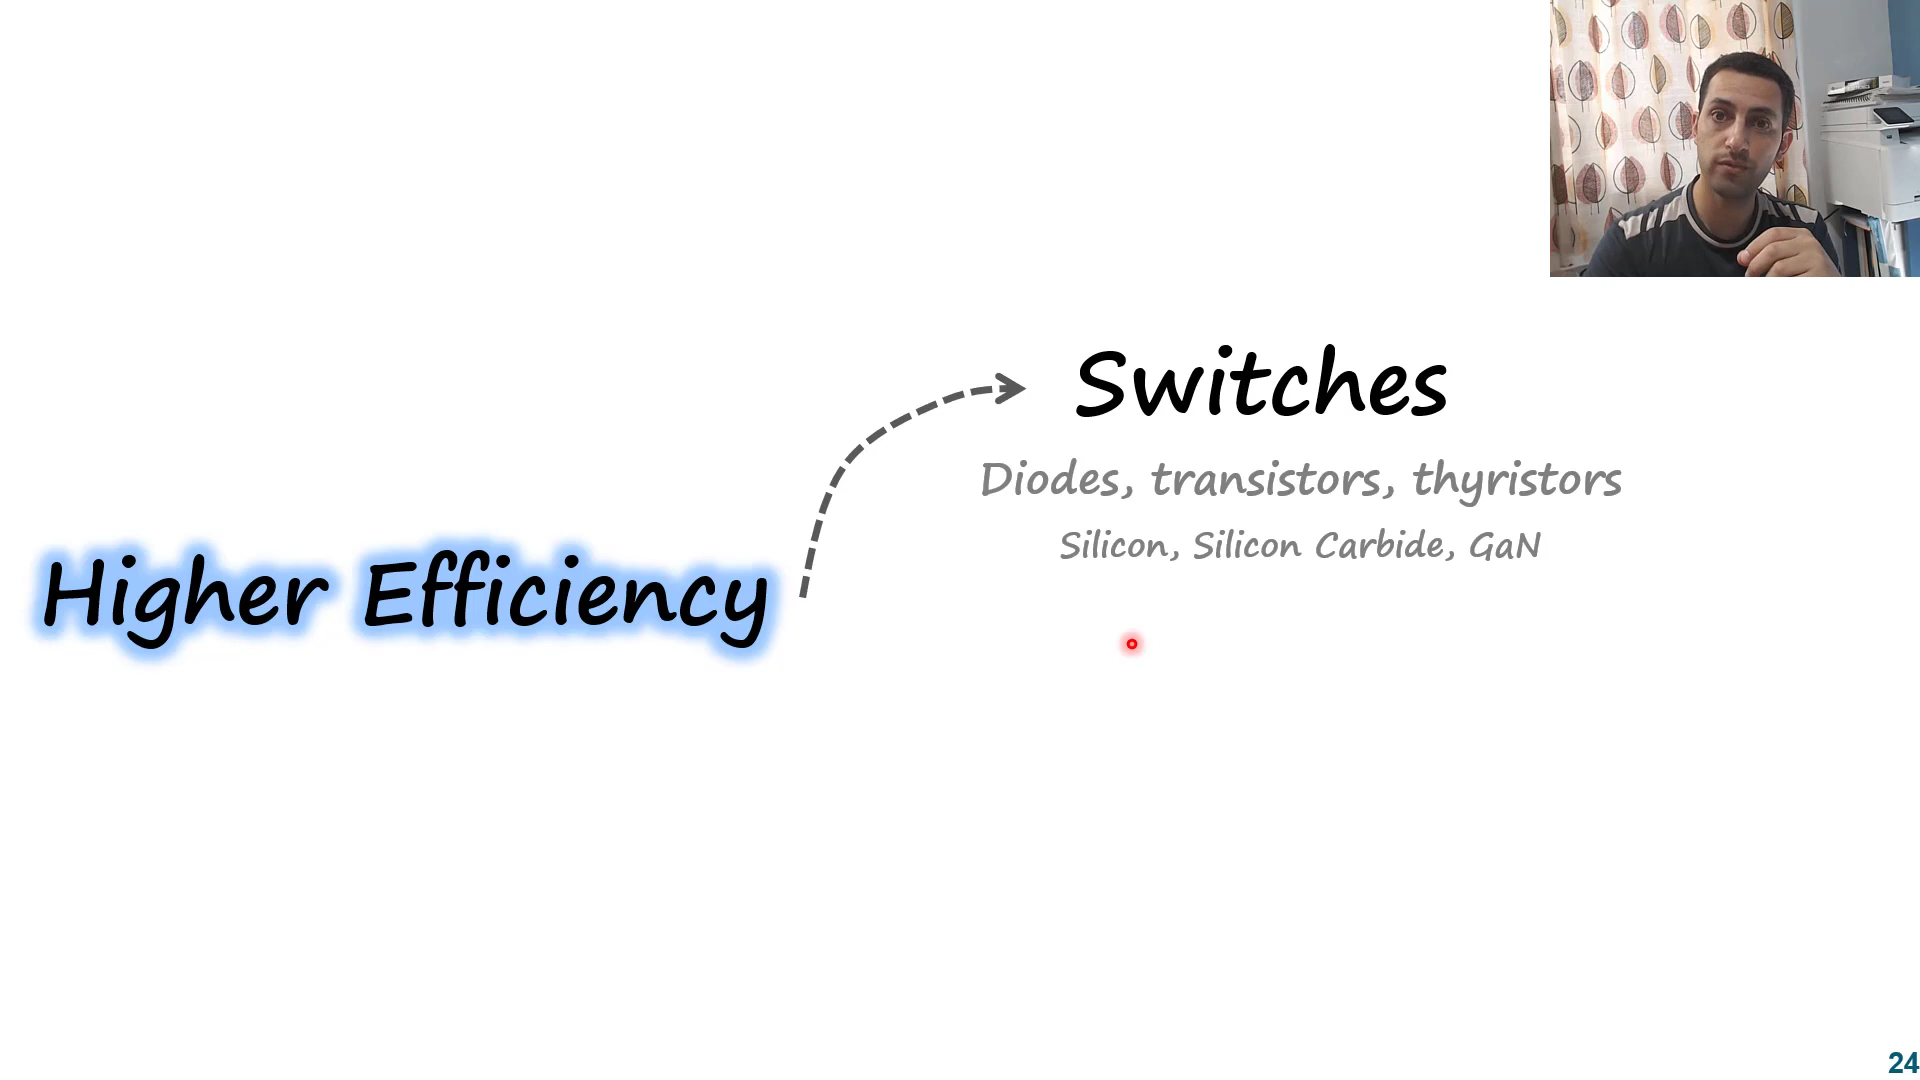 Switches
Diodes, transistors, thyristors
Silicon, Silicon Carbide, GaN
Higher Efficiency
24